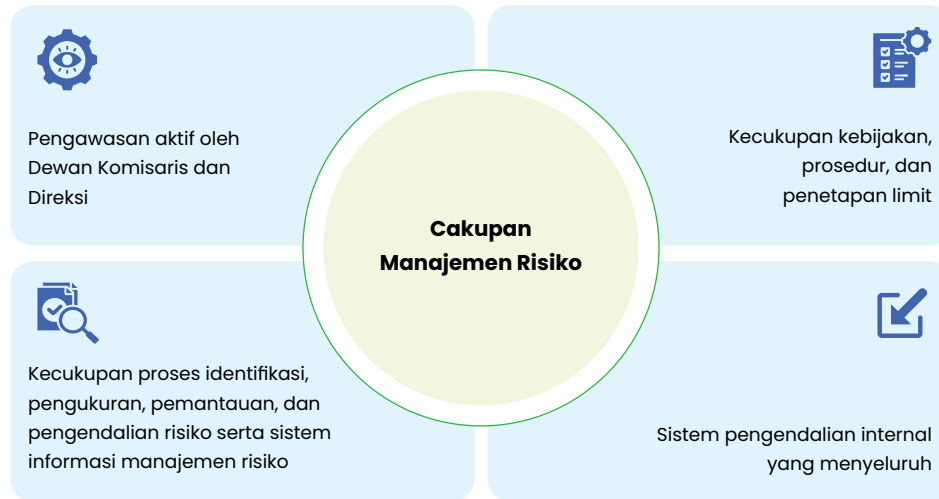 Pengawasan aktif oleh
Dewan Komisaris dan
Direksi
Kecukupan kebijakan,
prosedur, dan
penetapan limit
Cakupan
Manajemen Risiko
Kecukupan proses identifikasi,
pengukuran, pemantauan, dan
pengendalian risiko serta sistem
informasi manajemen risiko
Sistem pengendalian internal
yang menyeluruh